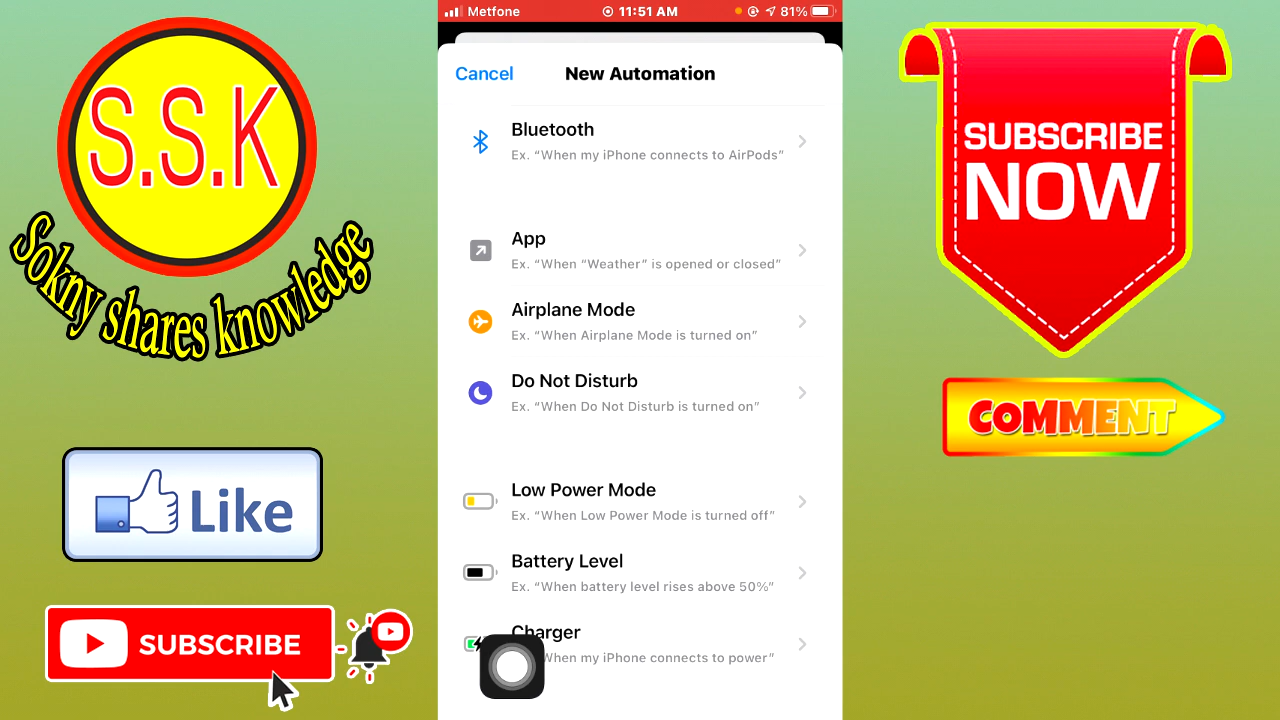 S.S.K
Sokny shares knowledge
Like
SUBSCRIBE
Metfone
11:51 AM
81%
Cancel
New Automation
Bluetooth
Ex. “When my iPhone connects to AirPods”
App
Ex. “When “Weather” is opened or closed”
Airplane Mode
Ex. “When Airplane Mode is turned on”
Do Not Disturb
Ex. “When Do Not Disturb is turned on”
Low Power Mode
Ex. “When Low Power Mode is turned off”
Battery Level
Ex. “When battery level rises above 50%”
Charger
When my iPhone connects to power”
SUBSCRIBE
NOW
COMMENT